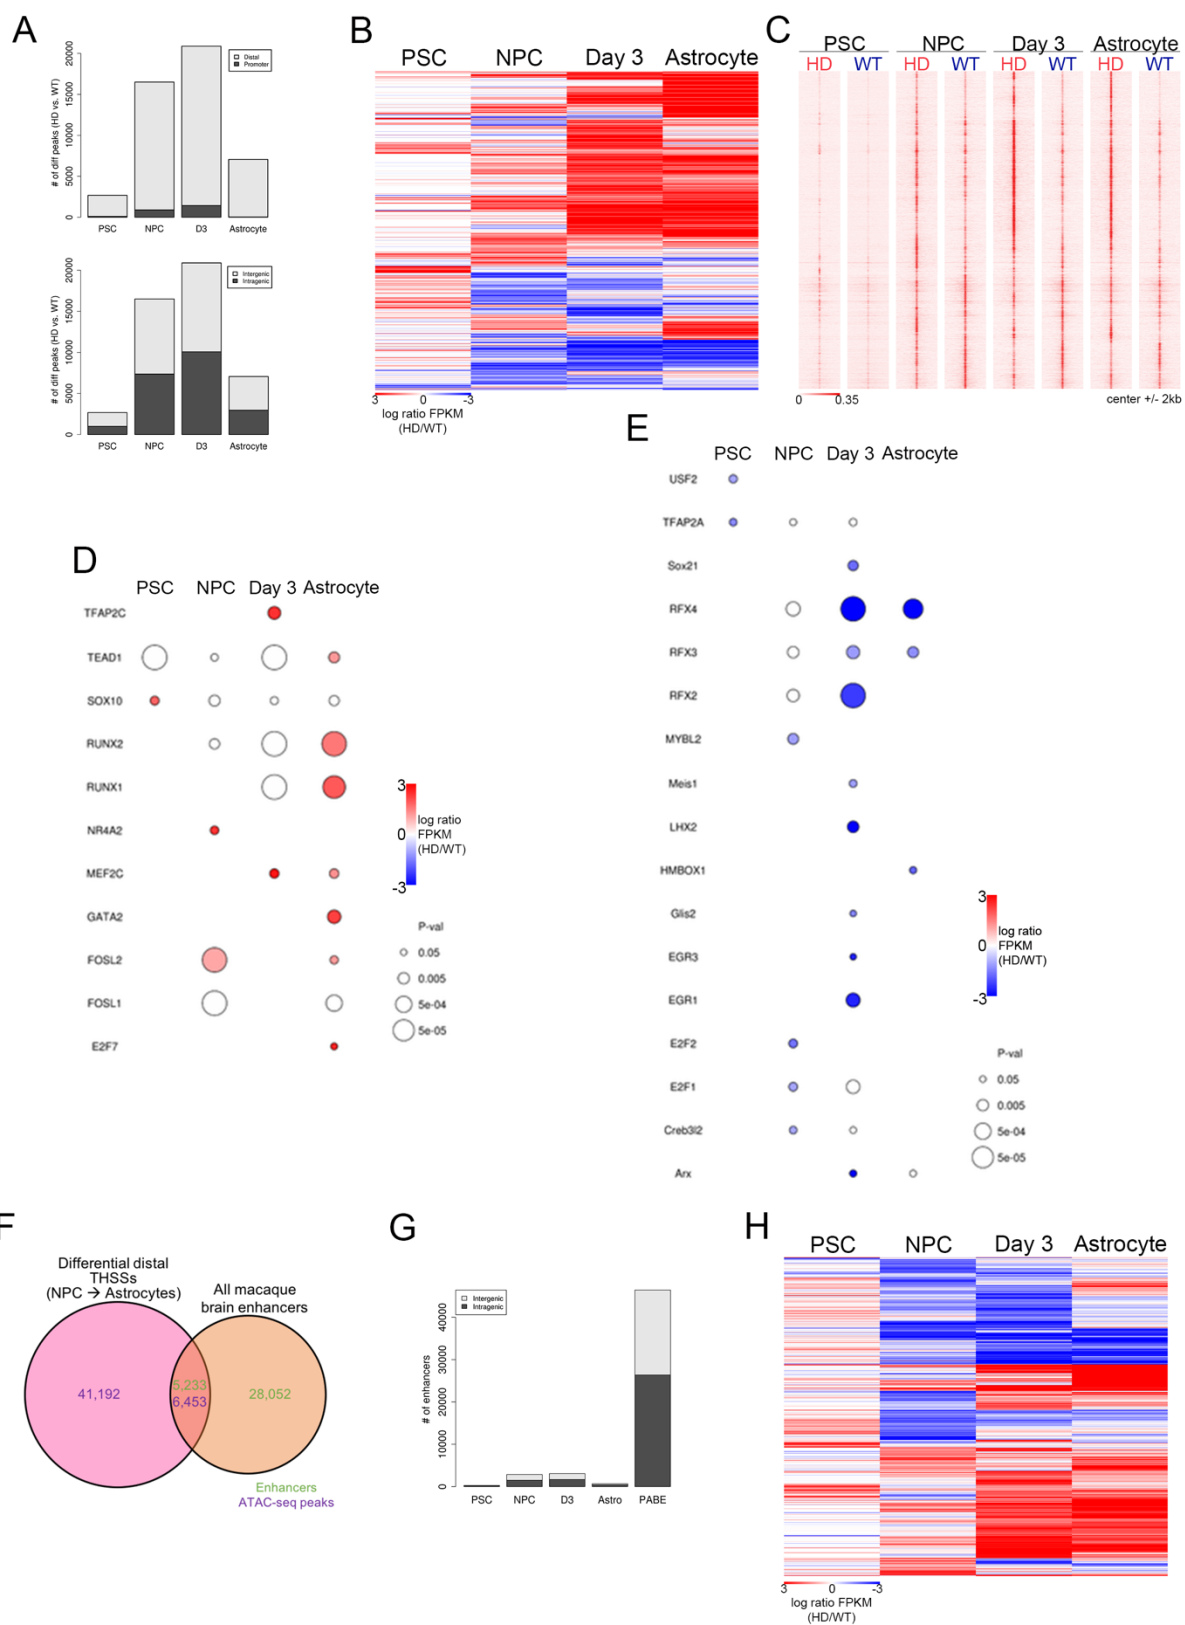 A
# of diff peaks (HD vs. WT)
20000
15000
10000
5000
0
Distal
Promoter
PSC NPC D3 Astrocyte
# of diff peaks (HD vs. WT)
20000
15000
10000
5000
0
Intergenic
Intragenic
PSC NPC D3 Astrocyte
B
PSC NPC Day 3 Astrocyte
3 0 -3
log ratio FPKM
(HD/WT)
C
PSC NPC Day 3 Astrocyte
HD WT HD WT HD WT HD WT
0 0.35
center +/- 2kb
D
PSC NPC Day 3 Astrocyte
TFAP2C
TEAD1
SOX10
RUNX2
RUNX1
NR4A2
MEF2C
GATA2
FOSL2
FOSL1
E2F7
3
0
-3
log ratio
FPKM
(HD/WT)
P-val
0.05
0.005
5e-04
5e-05
E
PSC NPC Day 3 Astrocyte
USF2
TFAP2A
Sox21
RFX4
RFX3
RFX2
MYBL2
Meis1
LHX2
HMBOX1
Glis2
EGR3
EGR1
E2F2
E2F1
Creb3l2
Arx
3
0
-3
log ratio
FPKM
(HD/WT)
P-val
0.05
0.005
5e-04
5e-05
F
Differential distal
THSSs
(NPC → Astrocytes)
All macaque
brain enhancers
41,192
5,233
6,453
28,052
Enhancers
ATAC-seq peaks
G
# of enhancers
40000
30000
20000
10000
0
Intergenic
Intragenic
PSC NPC D3 Astro PABE
H
PSC NPC Day 3 Astrocyte
3 0 -3
log ratio FPKM
(HD/WT)